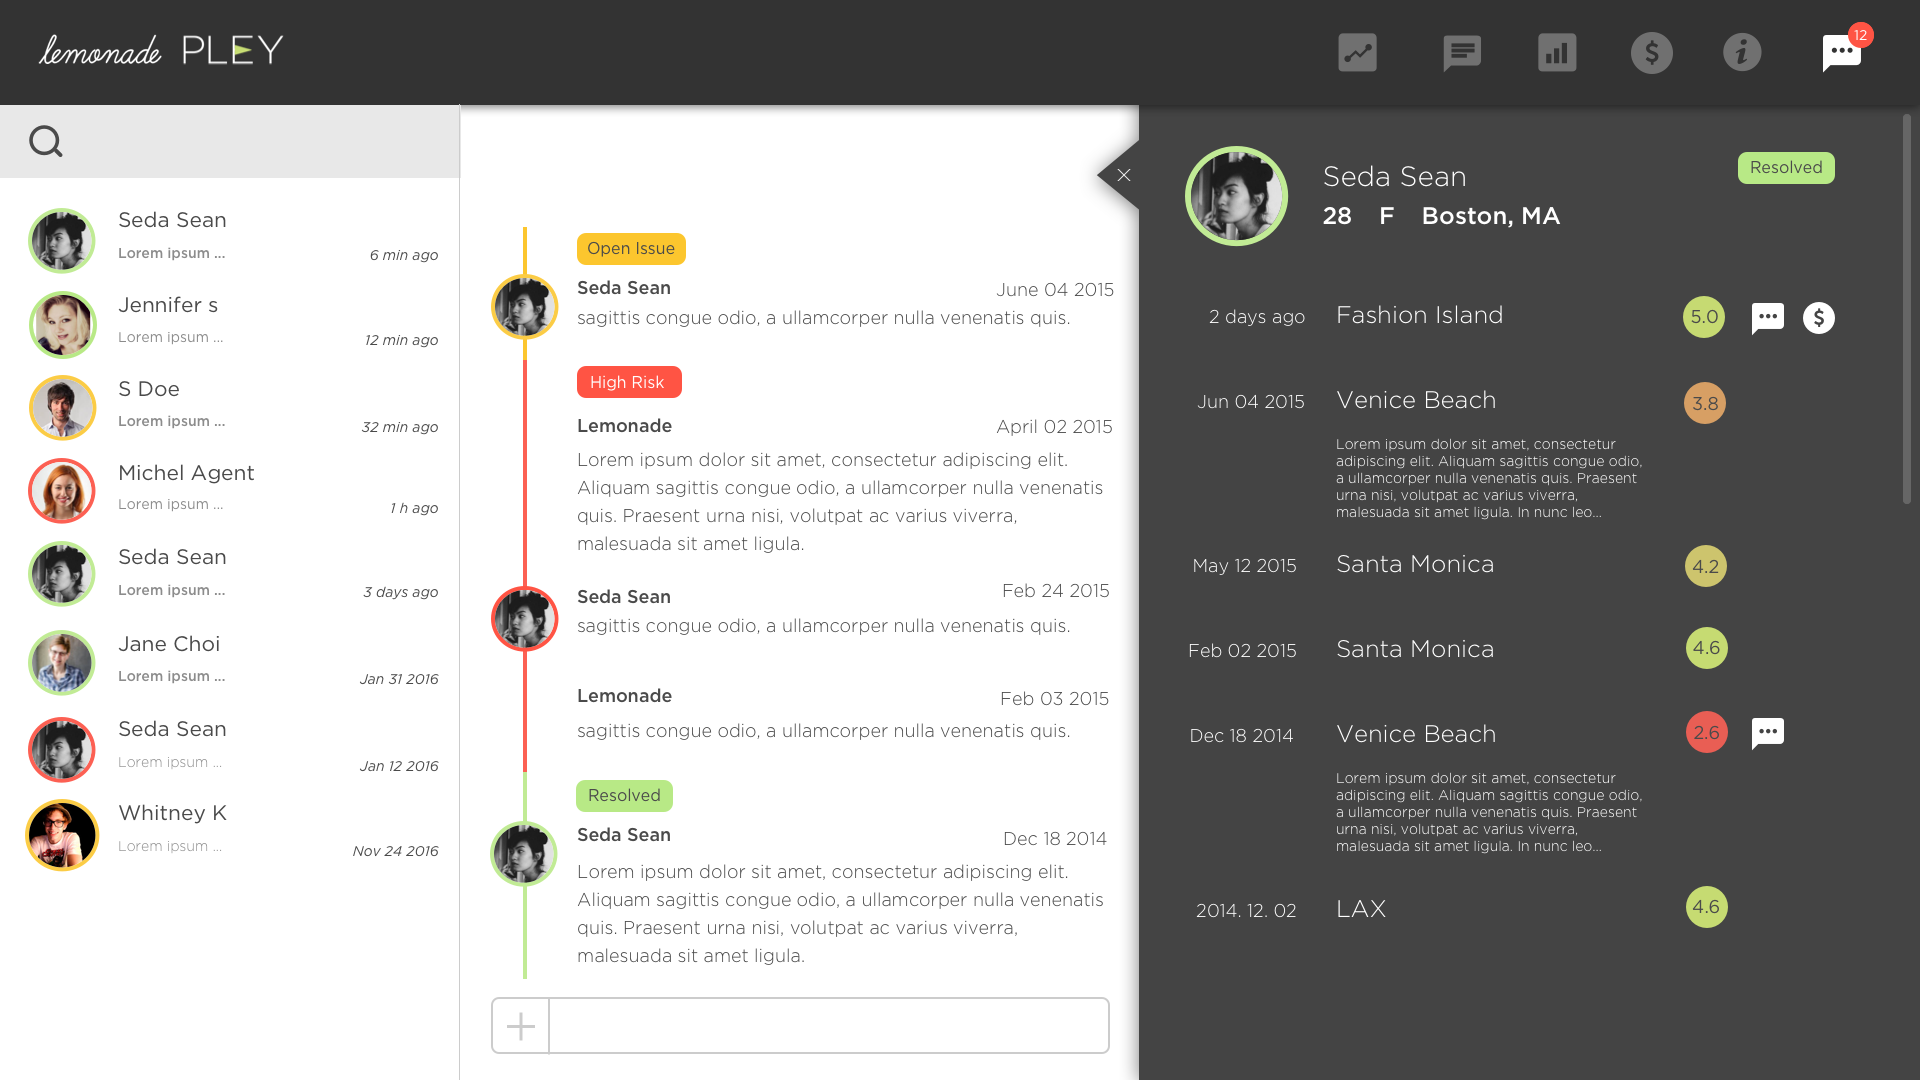 lemonade PLEY
12
Seda Sean
Lorem ipsum ...
6 min ago
Jennifer s
Lorem ipsum ...
12 min ago
S Doe
Lorem ipsum ...
32 min ago
Michel Agent
Lorem ipsum ...
1 h ago
Seda Sean
Lorem ipsum ...
3 days ago
Jane Choi
Lorem ipsum ...
Jan 31 2016
Seda Sean
Lorem ipsum ...
Jan 12 2016
Whitney K
Lorem ipsum ...
Nov 24 2016
Open Issue
Seda Sean
June 04 2015
sagittis congue odio, a ullamcorper nulla venenatis quis.
High Risk
Lemonade
April 02 2015
Lorem ipsum dolor sit amet, consectetur adipiscing elit.
Aliquam sagittis congue odio, a ullamcorper nulla venenatis
quis. Praesent urna nisi, volutpat ac varius viverra,
malesuada sit amet ligula.
Seda Sean
Feb 24 2015
sagittis congue odio, a ullamcorper nulla venenatis quis.
Lemonade
Feb 03 2015
sagittis congue odio, a ullamcorper nulla venenatis quis.
Resolved
Seda Sean
Dec 18 2014
Lorem ipsum dolor sit amet, consectetur adipiscing elit.
Aliquam sagittis congue odio, a ullamcorper nulla venenatis
quis. Praesent urna nisi, volutpat ac varius viverra,
malesuada sit amet ligula.
Seda Sean
Resolved
28 F Boston, MA
2 days ago Fashion Island 5.0
Jun 04 2015 Venice Beach 3.8
Lorem ipsum dolor sit amet, consectetur
adipiscing elit. Aliquam sagittis congue odio,
a ullamcorper nulla venenatis quis. Praesent
urna nisi, volutpat ac varius viverra,
malesuada sit amet ligula. In nunc leo...
May 12 2015 Santa Monica 4.2
Feb 02 2015 Santa Monica 4.6
Dec 18 2014 Venice Beach 2.6
Lorem ipsum dolor sit amet, consectetur
adipiscing elit. Aliquam sagittis congue odio,
a ullamcorper nulla venenatis quis. Praesent
urna nisi, volutpat ac varius viverra,
malesuada sit amet ligula. In nunc leo...
2014. 12. 02 LAX 4.6